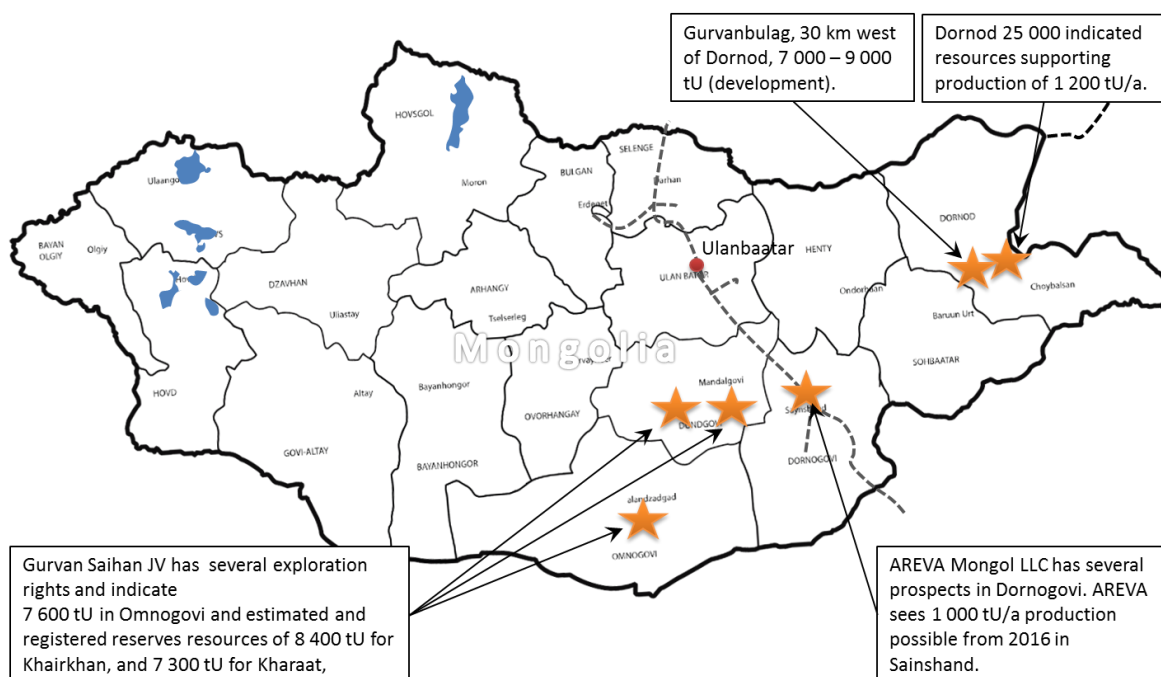 Gurvanbulag, 30 km west
of Dornod, 7 000 – 9 000
tU (development).
Dornod 25 000 indicated
resources supporting
production of 1 200 tU/a.
HOVSGOL
Moron
SELENGE
BULGAN
Erdenet
Ulaango
BAYAN
OLGIY
Olgiy
DZAVHAN
Uliastay
ARHANGY
Tselserleg
Ulanbaatar
ULAN BATOR
HENTY
Ondorhaan
DORNOD
Choybalsan
Baruun Urt
SOHBAATAR
Mongolia
HOVD
Altay
GOVI-ALTAY
Bayanhongor
BAYANHONGOR
OVORHANGAY
Mandalgovi
DUNDGOVI
DORNOGOVI
alandzadgad
OMNOGOVI
Gurvan Saihan JV has several exploration
rights and indicate
7 600 tU in Omnogovi and estimated and
registered reserves resources of 8 400 tU for
Khairkhan, and 7 300 tU for Kharaat,
AREVA Mongol LLC has several
prospects in Dornogovi. AREVA
sees 1 000 tU/a production
possible from 2016 in
Sainshand.